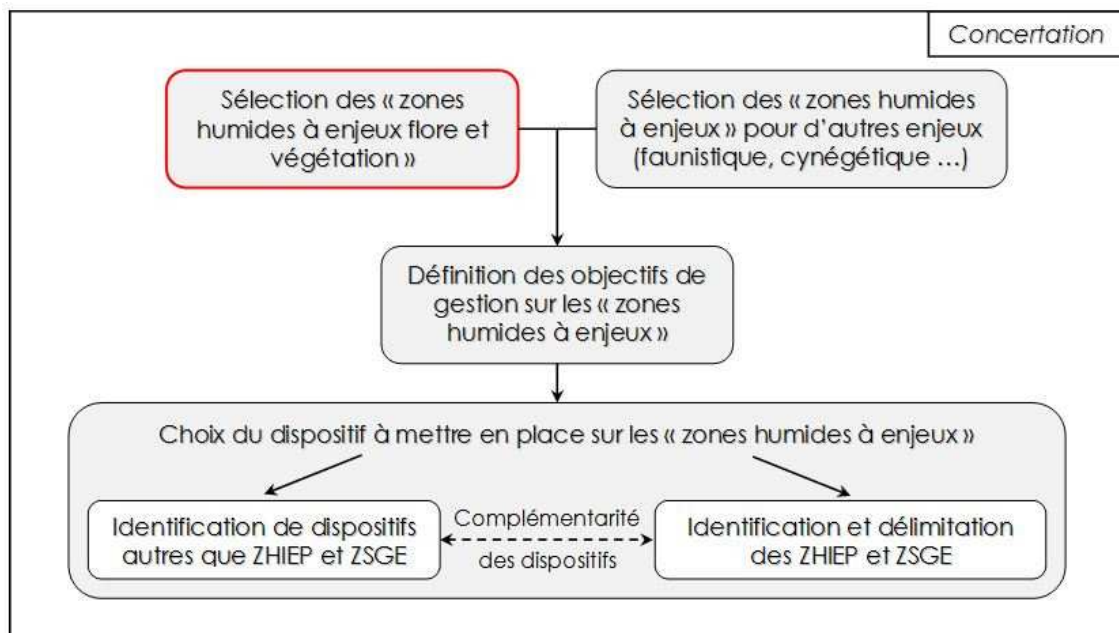 Concertation
Sélection des « zones
humides à enjeux flore et
végétation »
Sélection des « zones humides
à enjeux » pour d'autres enjeux
(faunistique, cynégétique ...)
Définition des objectifs de
gestion sur les « zones
humides à enjeux »
Choix du dispositif à mettre en place sur les « zones humides à enjeux »
Identification de dispositifs
autres que ZHIEP et ZSGE
Complémentarité
des dispositifs
Identification et délimitation
des ZHIEP et ZSGE